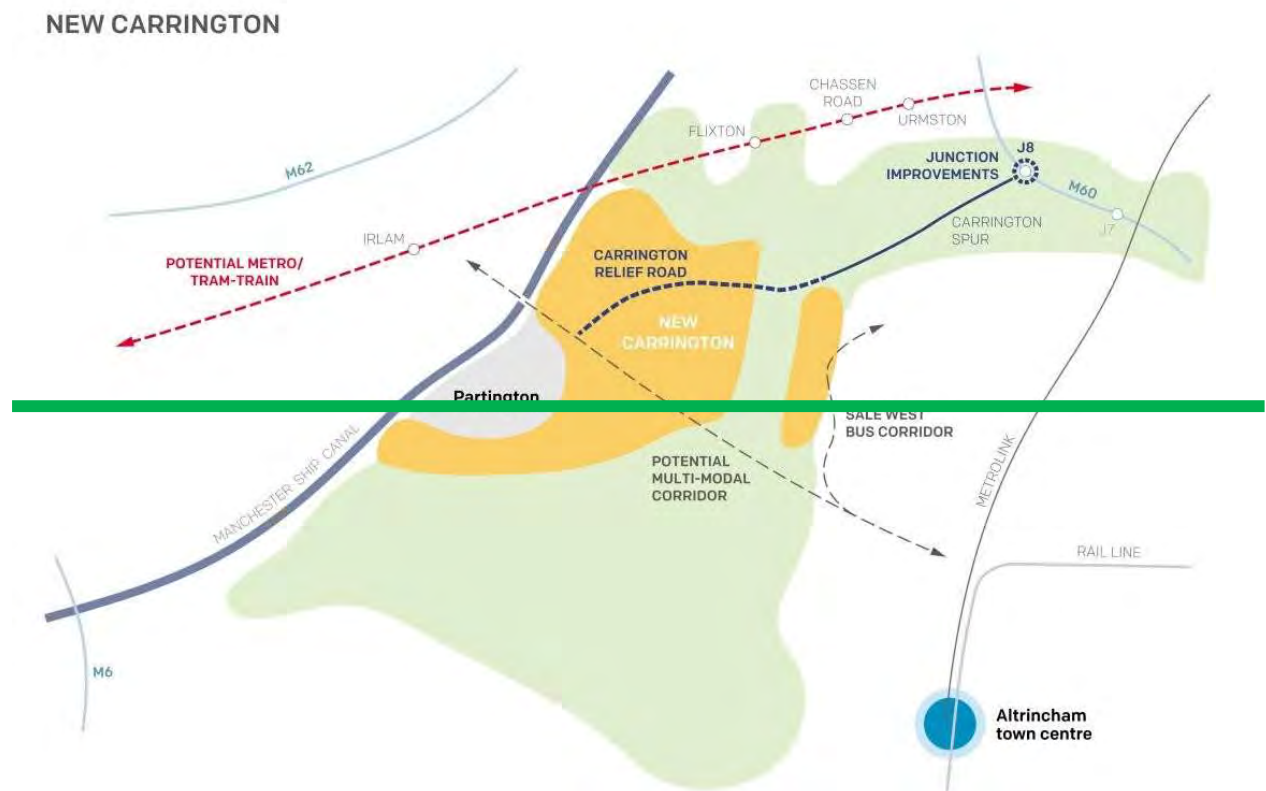 NEW CARRINGTON
CHASSEN
ROAD
FLIXTON
URMSTON
J8
JUNCTION
IMPROVEMENTS
M62
M60
J7
CARRINGTON
SPUR
IRLAM
CARRINGTON
RELIEF ROAD
POTENTIAL METRO/
TRAM-TRAIN
NEW
CARRINGTON
Partington
SALE WEST
BUS CORRIDOR
MANCHESTER SHIP CANAL
POTENTIAL
MULTI-MODAL
CORRIDOR
METROLINK
RAIL LINE
M6
Altrincham
town centre